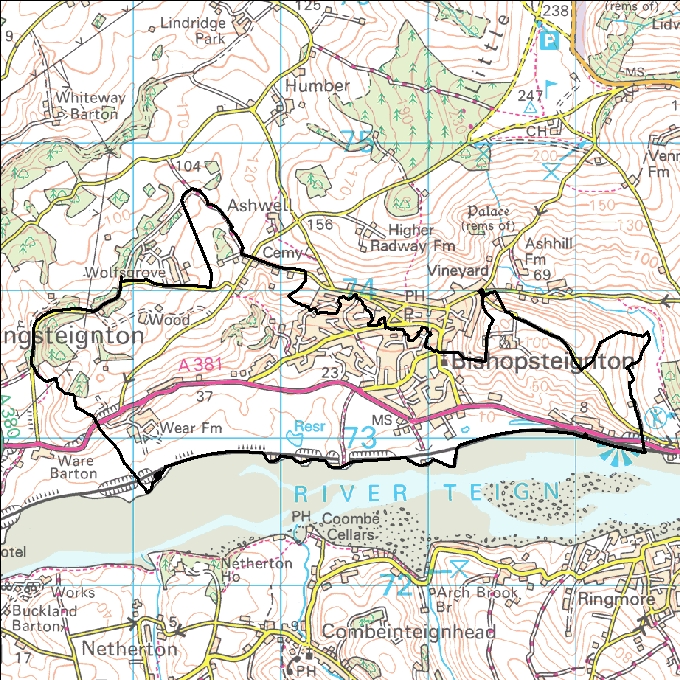 125
Little
238
P
(rems of)
Lindridge
Park
9
MS
Humber
Whiteway
Barton
247
CH
75
200
104
Venn
Fm
150
Ashwell
Palace
(rems of)
130
156
Higher
Radway Fm
Ashhill
Fm
69
Cemy
Wolfsgrove
Vineyard
74
PH
P
100
Wood
ngsteignton
Bishopsteignton
A 381
23
A 380
37
MS
8
Wear Fm
Resr
73
Ware
Barton
RIVER TEIGN
PH
Coombe
Cellars
otel
Netherton
Ho
72
Works
Arch Brook
Br
Buckland
Barton
Ringmore
5
9
Combeinteignhead
Netherton
17
PH